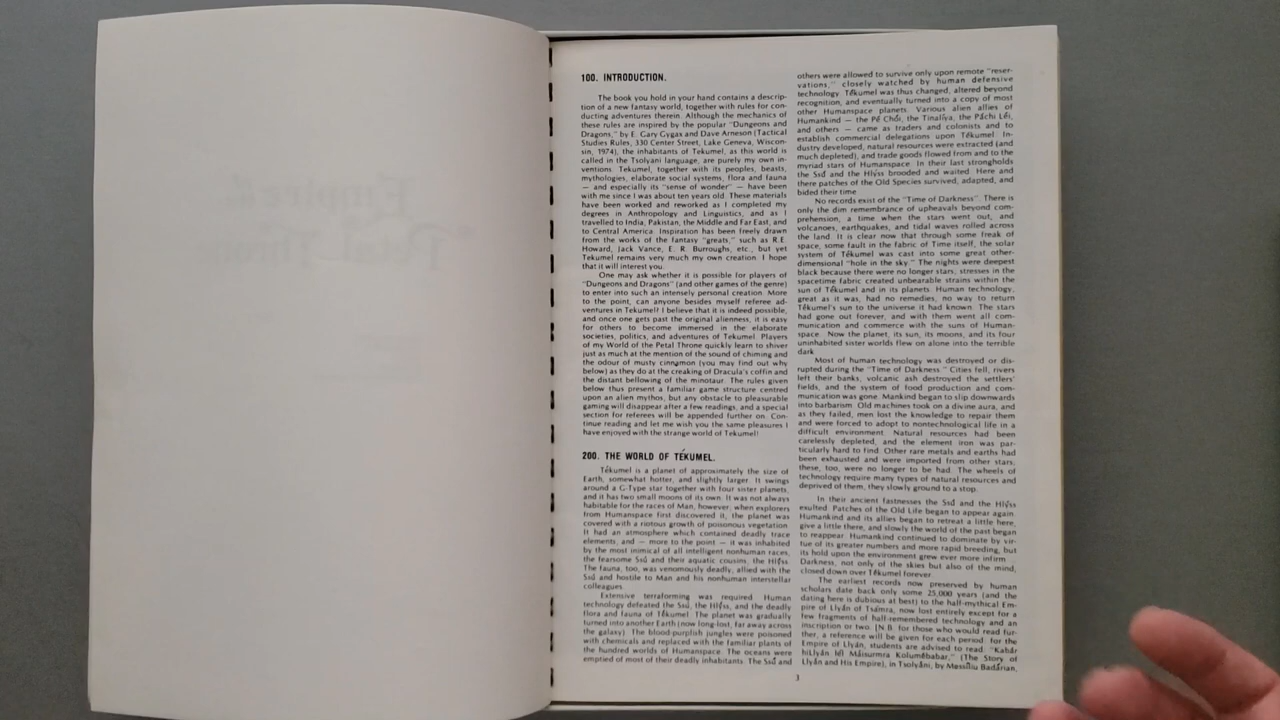 100. INTRODUCTION.
The book you hold in your hand contains a descrip-
tion of a new fantasy world, together with rules for con-
ducting adventures therein. Although the mechanics of
these rules are inspired by the popular "Dungeons and
Dragons," by E. Gary Gygax and Dave Arneson (Tactical
Studies Rules, 330 Center Street, Lake Geneva, Wiscon-
sin, 1974), the inhabitants of Tekumel, as this world is
called in the Tsolyani language, are purely my own in-
ventions. Tekumel, together with its peoples, beasts,
mythologies, elaborate social systems, flora and fauna
— and especially its "sense of wonder" — have been
with me since I was about ten years old. These materials
have been worked and reworked as I completed my
degrees in Anthropology and Linguistics, and as I
travelled to India, Pakistan, the Middle and Far East, and
to Central America. Inspiration has been freely drawn
from the works of the fantasy "greats," such as R.E.
Howard, Jack Vance, E. R. Burroughs, etc., but yet
Tekumel remains very much my own creation. I hope
that it will interest you.
One may ask whether it is possible for players of
"Dungeons and Dragons" (and other games of the genre)
to enter into such an intensely personal creation. More
to the point, can anyone besides myself referee ad-
ventures in Tekumel? I believe that it is indeed possible,
and once one gets past the original alienness, it is easy
for others to become immersed in the elaborate
societies, politics, and adventures of Tekumel. Players
of my World of the Petal Throne quickly learn to shiver
just as much at the mention of the sound of chiming and
the odour of musty cinnamon (you may find out why
below) as they do at the creaking of Dracula's coffin and
the distant bellowing of the minotaur. The rules given
below thus present a familiar game structure centred
upon an alien mythos, but any obstacle to pleasurable
gaming will disappear after a few readings, and a special
section for referees will be appended further on. Con-
tinue reading and let me wish you the same pleasures I
have enjoyed with the strange world of Tekumel!
200. THE WORLD OF TÉKUMEL.
Tékumel is a planet of approximately the size of
Earth, somewhat hotter, and slightly larger. It swings
around a G-Type star together with four sister planets,
and it has two small moons of its own. It was not always
habitable for the races of Man, however; when explorers
from Humanspace first discovered it, the planet was
covered with a riotous growth of poisonous vegetation.
It had an atmosphere which contained deadly trace
elements, and — more to the point — it was inhabited
by the most inimical of all intelligent nonhuman races,
the fearsome Ssú and their aquatic cousins, the Hlýss.
The fauna, too, was venomously deadly, allied with the
Ssú and hostile to Man and his nonhuman interstellar
colleagues.
Extensive terraforming was required. Human
technology defeated the Ssú, the Hlýss, and the deadly
flora and fauna of Tékumel. The planet was gradually
turned into another Earth (now long-lost, far away across
the galaxy). The blood-purplish jungles were poisoned
with chemicals and replaced with the familiar plants of
the hundred worlds of Humanspace. The oceans were
emptied of most of their deadly inhabitants. The Ssú and
others were allowed to survive only upon remote "reser-
vations," closely watched by human defensive
technology. Tékumel was thus changed, altered beyond
recognition, and eventually turned into a copy of most
other Humanspace planets. Various alien allies of
Humankind — the Pé Chói, the Tinalíya, the Páchi Léi,
and others — came as traders and colonists and to
establish commercial delegations upon Tékumel. In-
dustry developed, natural resources were extracted (and
much depleted), and trade goods flowed from and to the
myriad stars of Humanspace. In their last strongholds
the Ssú and the Hlýss brooded and waited. Here and
there patches of the Old Species survived, adapted, and
bided their time.
No records exist of the "Time of Darkness". There is
only the dim remembrance of upheavals beyond com-
prehension, a time when the stars went out, and
volcanoes, earthquakes, and tidal waves rolled across
the land. It is clear now that through some freak of
space, some fault in the fabric of Time itself, the solar
system of Tékumel was cast into some great other-
dimensional "hole in the sky." The nights were deepest
black because there were no longer stars, stresses in the
spacetime fabric created unbearable strains within the
sun of Tékumel and in its planets. Human technology,
great as it was, had no remedies, no way to return
Tékumel's sun to the universe it had known. The stars
had gone out forever, and with them went all com-
munication and commerce with the suns of Human-
space. Now the planet, its sun, its moons, and its four
uninhabited sister worlds flew on alone into the terrible
dark.
Most of human technology was destroyed or dis-
rupted during the "Time of Darkness." Cities fell, rivers
left their banks, volcanic ash destroyed the settlers'
fields, and the system of food production and com-
munication was gone. Mankind began to slip downwards
into barbarism. Old machines took on a divine aura, and
as they failed, men lost the knowledge to repair them
and were forced to adopt to nontechnological life in a
difficult environment. Natural resources had been
carelessly depleted, and the element iron was par-
ticularly hard to find. Other rare metals and earths had
been exhausted and were imported from other stars,
these, too, were no longer to be had. The wheels of
technology require many types of natural resources and
deprived of them, they slowly ground to a stop.
In their ancient fastnesses the Ssú and the Hlýss
exulted. Patches of the Old Life began to appear again.
Humankind and its allies began to retreat a little here,
give a little there, and slowly the world of the past began
to reappear. Humankind continued to dominate by vir-
tue of its greater numbers and more rapid breeding, but
its hold upon the environment grew ever more infirm.
Darkness, not only of the skies but also of the mind,
closed down over Tékumel forever.
The earliest records now preserved by human
scholars date back only some 25,000 years (and the
dating here is dubious at best) to the half-mythical Em-
pire of Llyán of Tsámra, now lost entirely except for a
few fragments of half-remembered technology and an
inscription or two. [N.B. for those who would read fur-
ther, a reference will be given for each period: for the
Empire of Llyán, students are advised to read "Kabár
hiLlyán hil Máisurmra Kolumébabar," (The Story of
Llyán and His Empire), in Tsolyáni, by Messíliu Badárian,
3